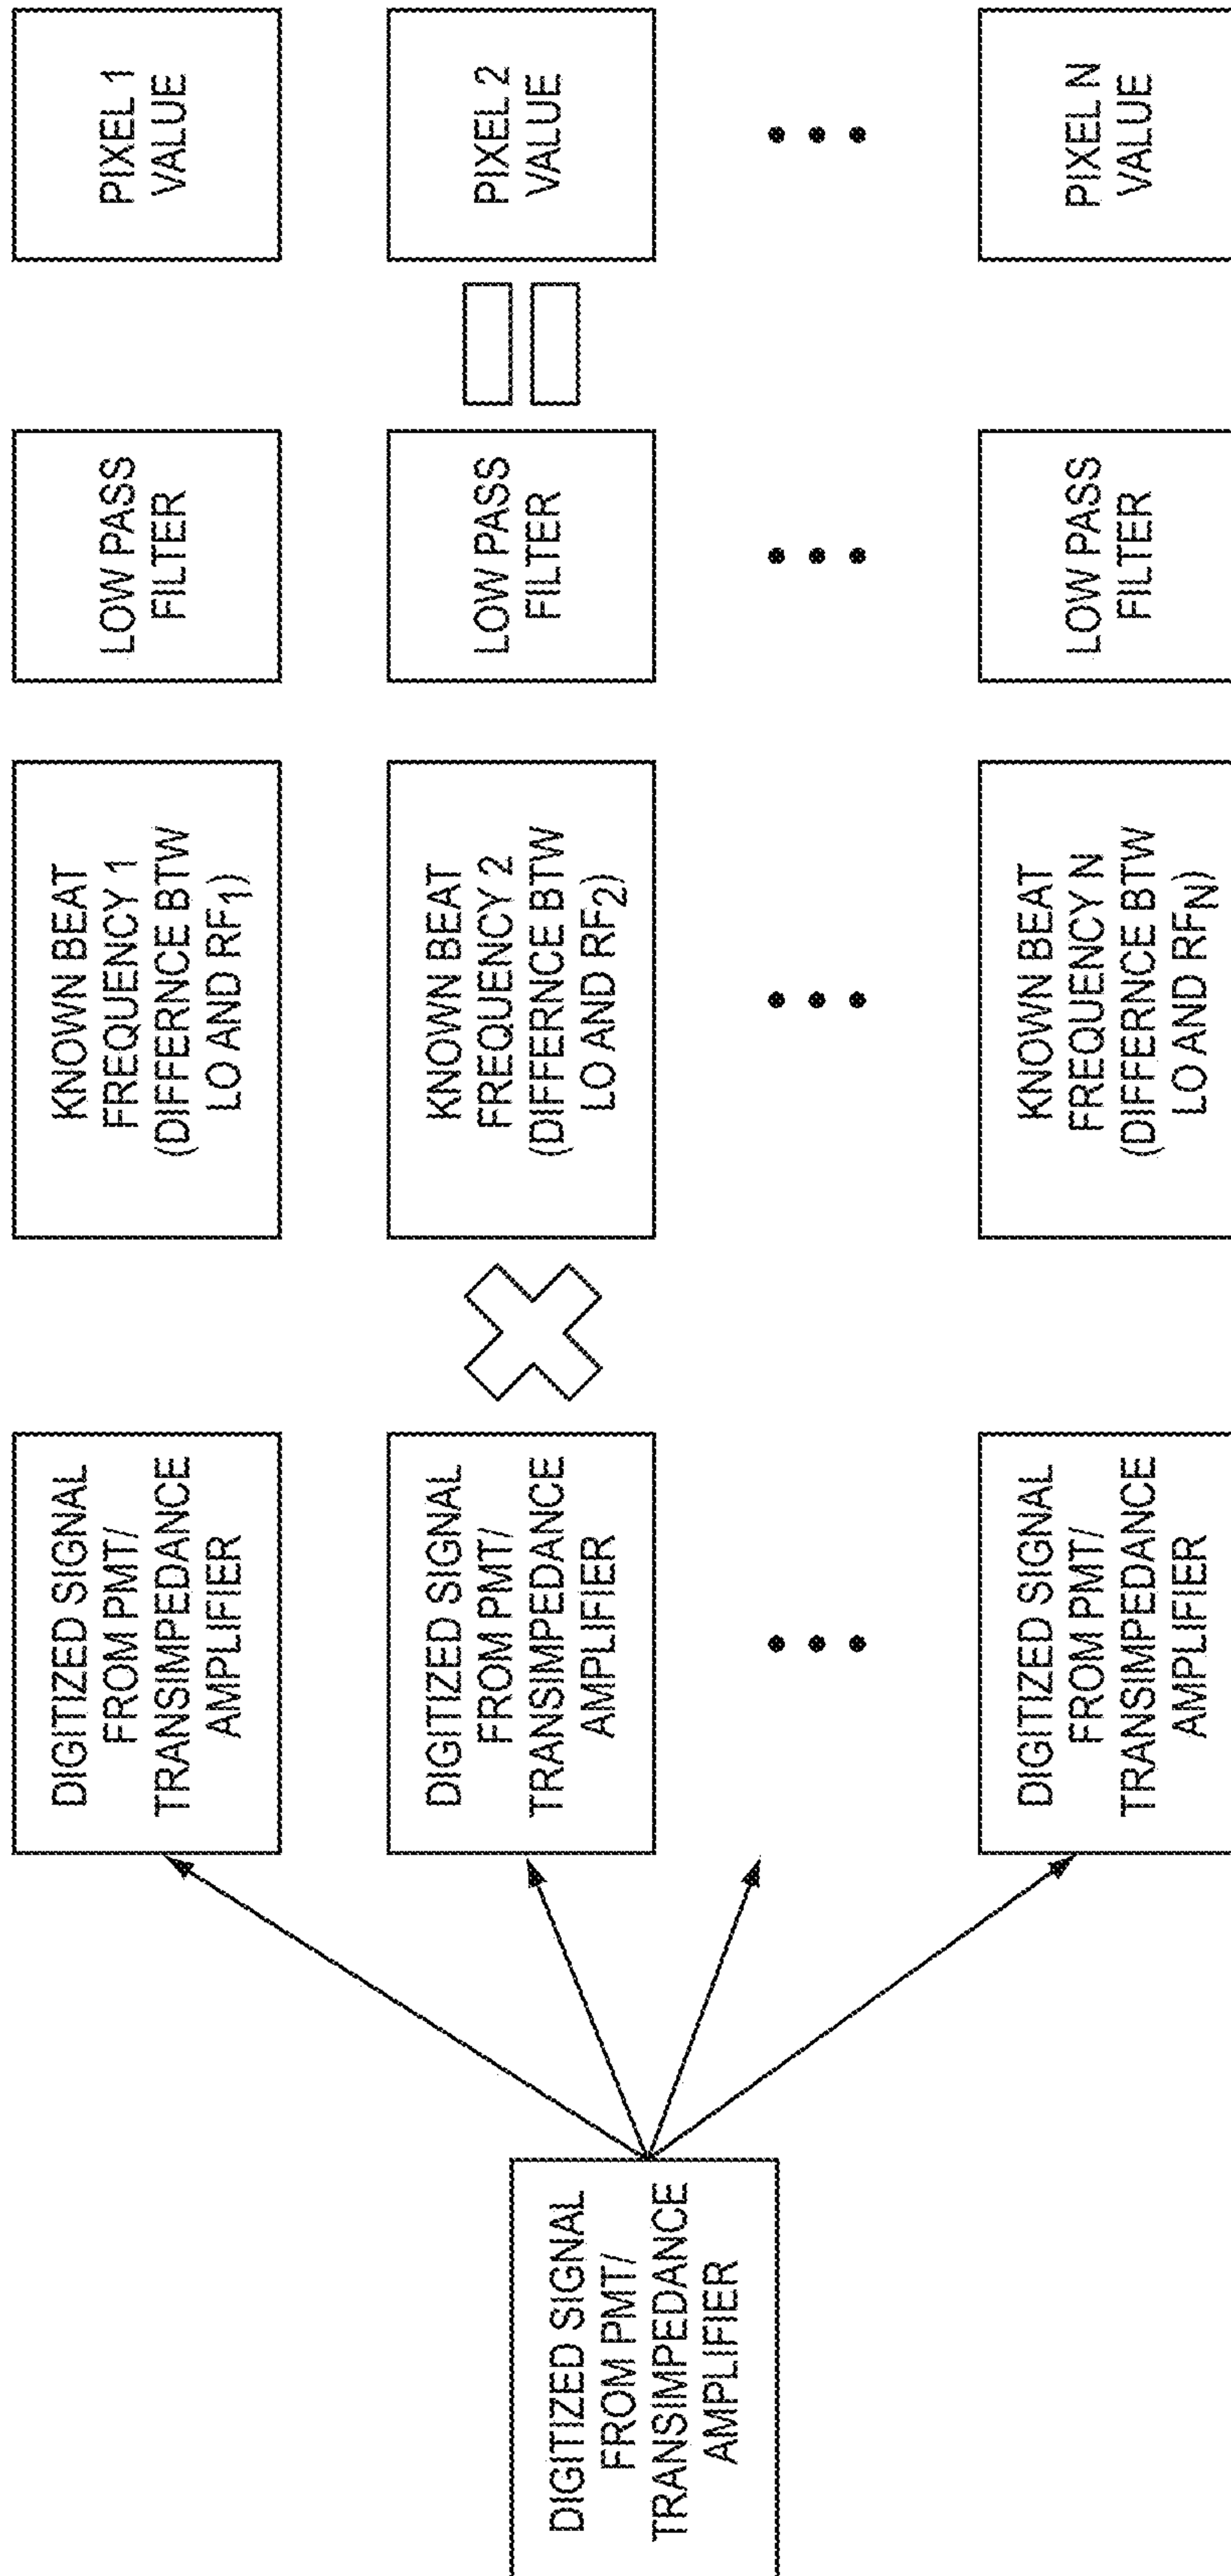 DIGITIZED SIGNAL
FROM PMT/
TRANSIMPEDANCE
AMPLIFIER
DIGITIZED SIGNAL
FROM PMT/
TRANSIMPEDANCE
AMPLIFIER
KNOWN BEAT
FREQUENCY 1
(DIFFERNCE BTW
LO AND RF1)
LOW PASS
FILTER
PIXEL 1
VALUE
DIGITIZED SIGNAL
FROM PMT/
TRANSIMPEDANCE
AMPLIFIER
KNOWN BEAT
FREQUENCY 2
(DIFFERNCE BTW
LO AND RF2)
LOW PASS
FILTER
PIXEL 2
VALUE
DIGITIZED SIGNAL
FROM PMT/
TRANSIMPEDANCE
AMPLIFIER
KNOWN BEAT
FREQUENCY N
(DIFFERNCE BTW
LO AND RFN)
LOW PASS
FILTER
PIXEL N
VALUE